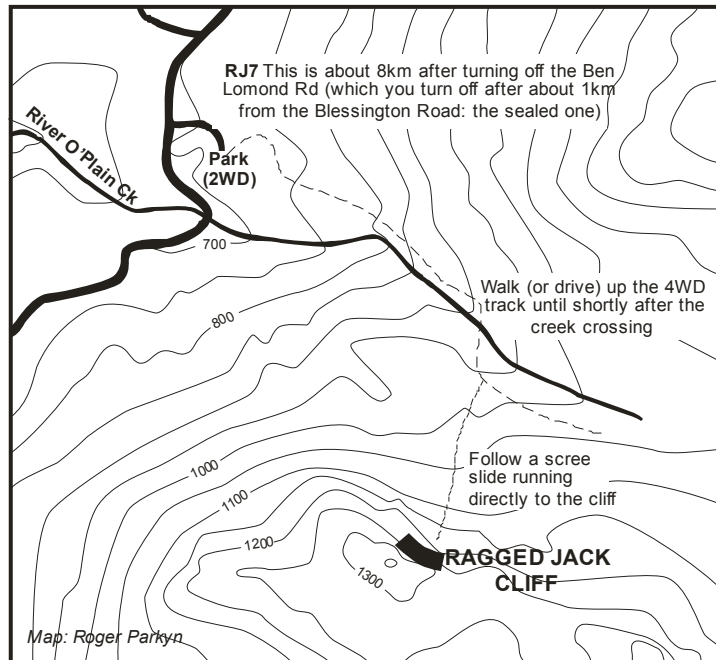 RJ7 This is about 8km after turning off the Ben
Lomond Rd (which you turn off after about 1km
from the Blessington Road: the sealed one)
River O'Plain Ck
Park
(2WD)
700
Walk (or drive) up the 4WD
track until shortly after the
creek crossing
800
1000
Follow a scree
slide running
directly to the cliff
1100
1200
RAGGED JACK
CLIFF
1300
Map: Roger Parkyn